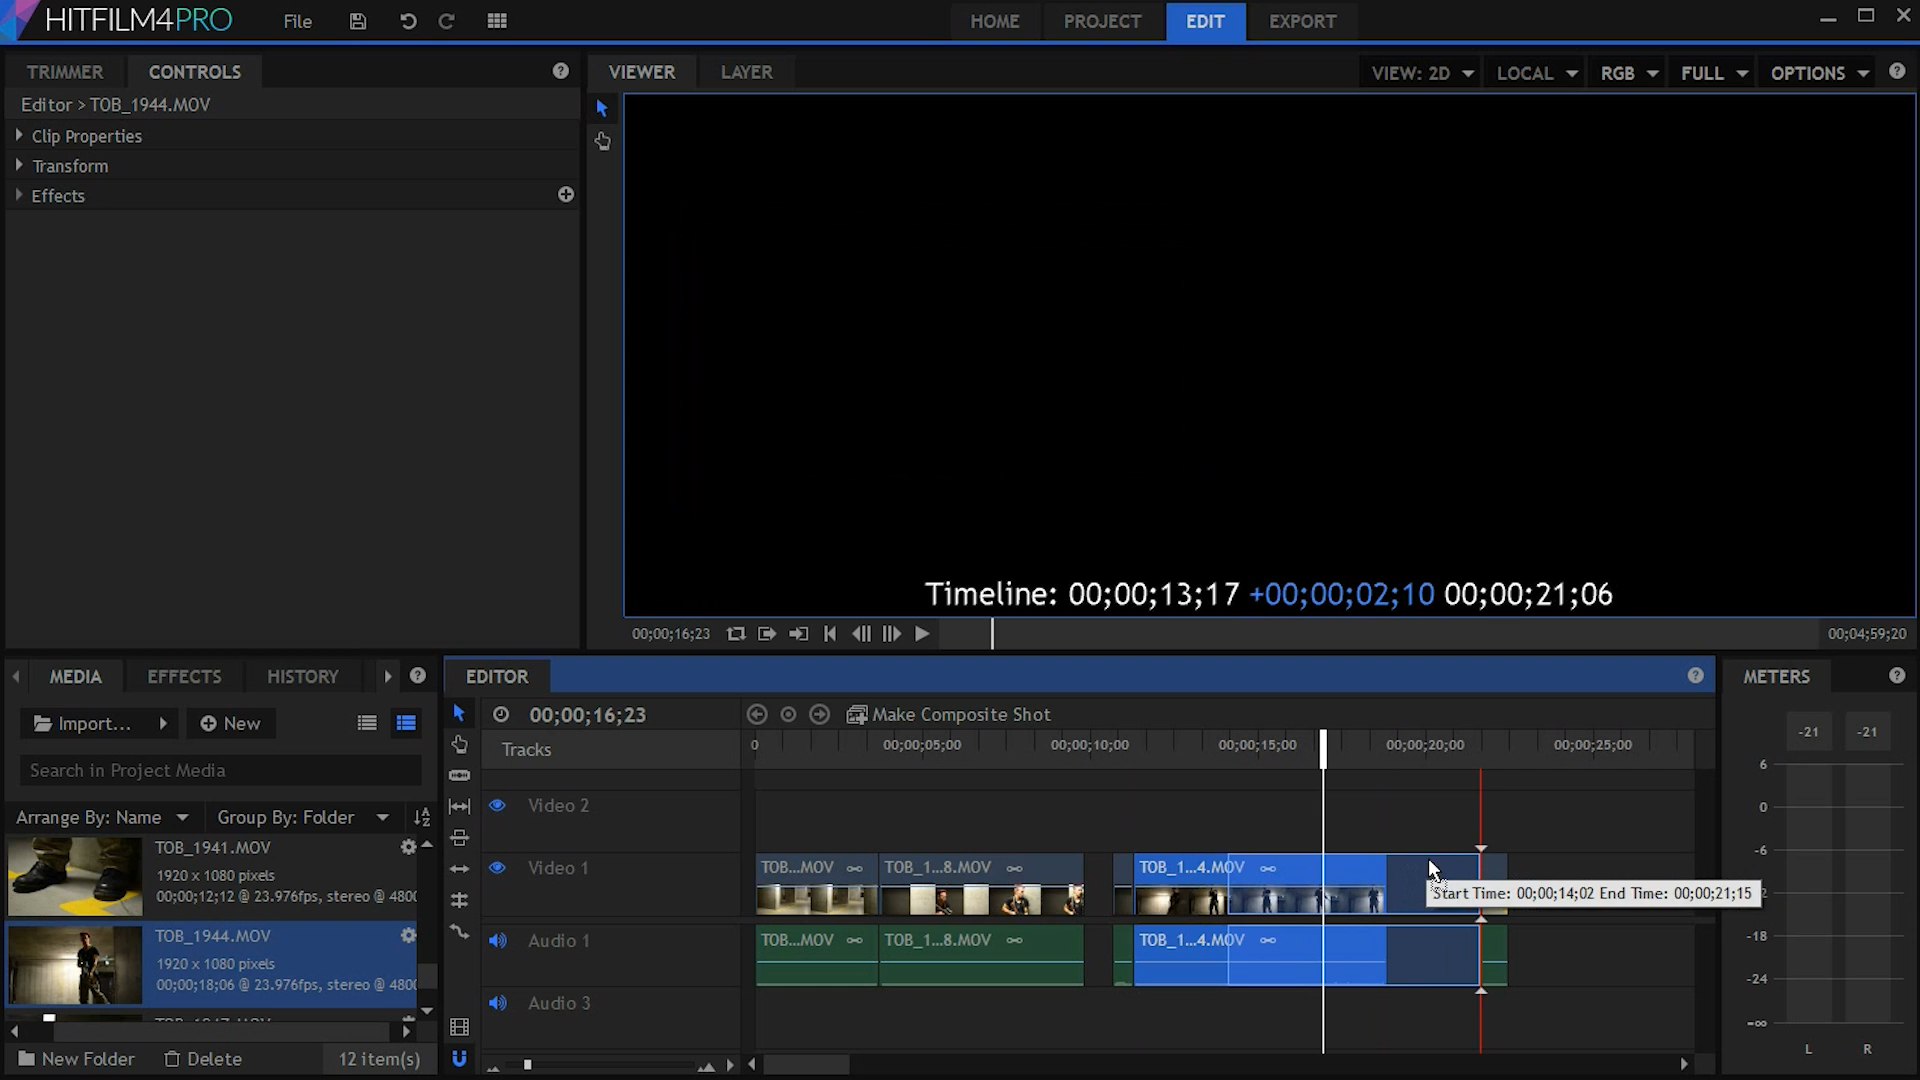 HITFILM4PRO File HOME PROJECT EDIT EXPORT
TRIMMER CONTROLS
Editor > TOB_1944.MOV
Clip Properties
Transform
Effects
VIEWER LAYER VIEW: 2D LOCAL RGB FULL OPTIONS
Timeline: 00;00;13;17 +00;00;02;10 00;00;21;06
00;00;16;23 00;04;59;20
MEDIA EFFECTS HISTORY
Import... New
Search in Project Media
Arrange By: Name Group By: Folder
TOB_1941.MOV
1920 x 1080 pixels
00;00;12;12 @ 23.976fps, stereo @ 4800
TOB_1944.MOV
1920 x 1080 pixels
00;00;18;06 @ 23.976fps, stereo @ 4800
New Folder Delete 12 item(s)
EDITOR
00;00;16;23 Make Composite Shot
Tracks 0 00;00;05;00 00;00;10;00 00;00;15;00 00;00;20;00 00;00;25;00
Video 2
Video 1 TOB...MOV TOB_1...8.MOV TOB_1...4.MOV
Start Time: 00;00;14;02 End Time: 00;00;21;15
Audio 1 TOB...MOV TOB_1...8.MOV TOB_1...4.MOV
Audio 3
METERS
-21 -21
6
0
-6
-18
-24
-∞
L R